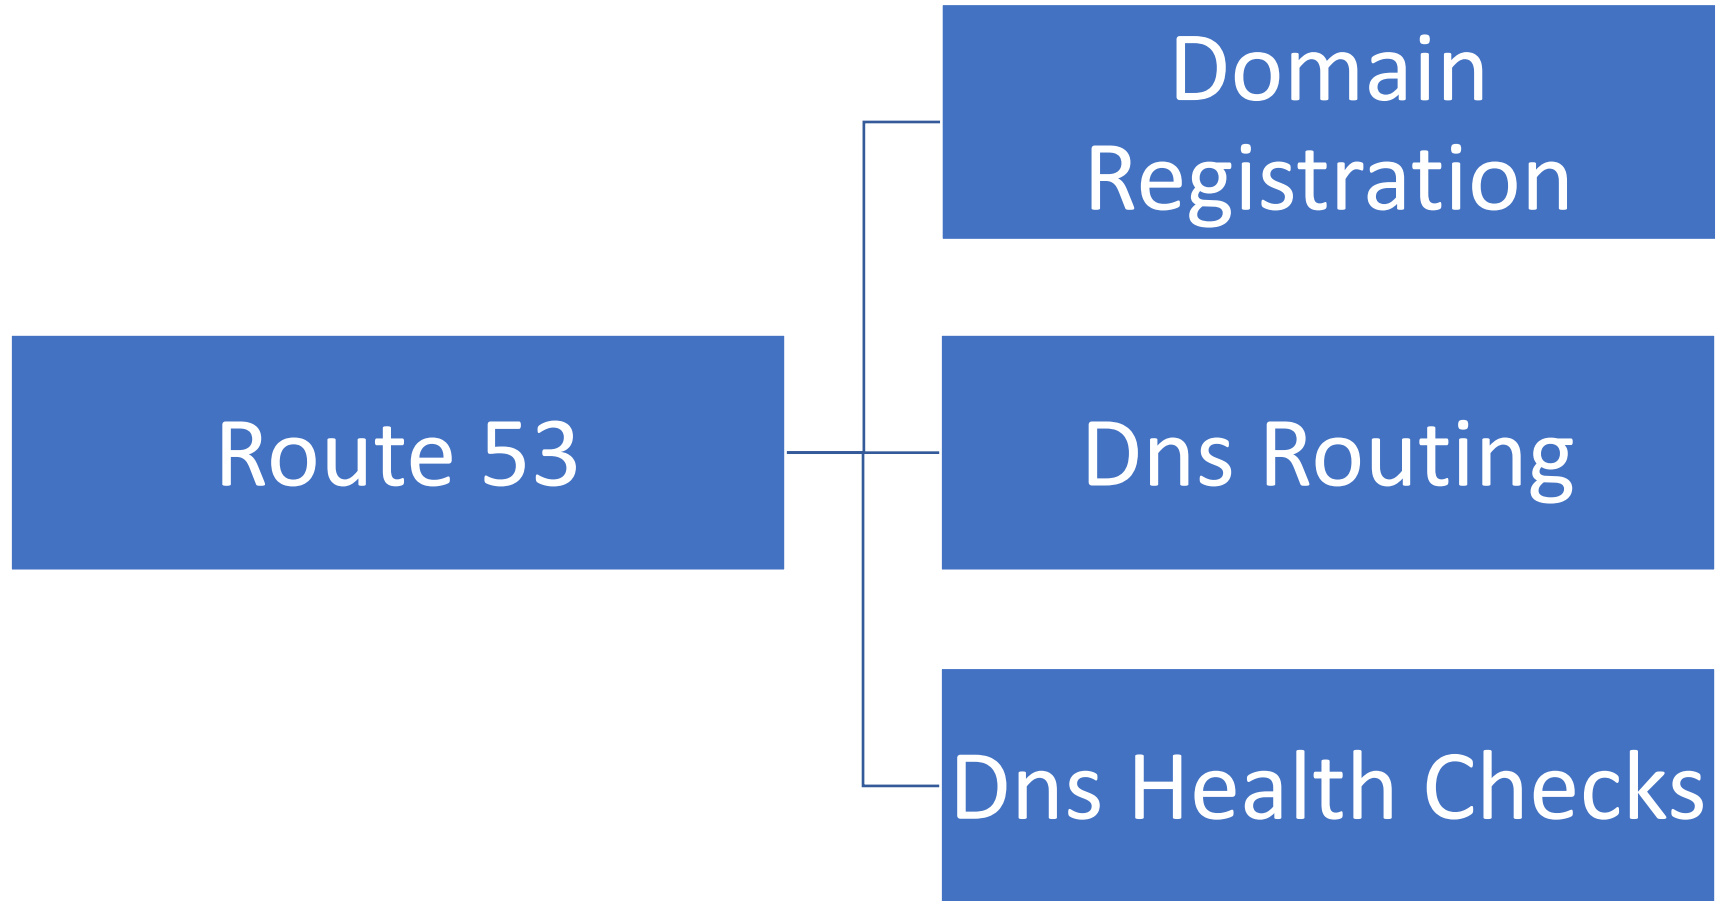 Domain
Registration
Route 53
Dns Routing
Dns Health Checks